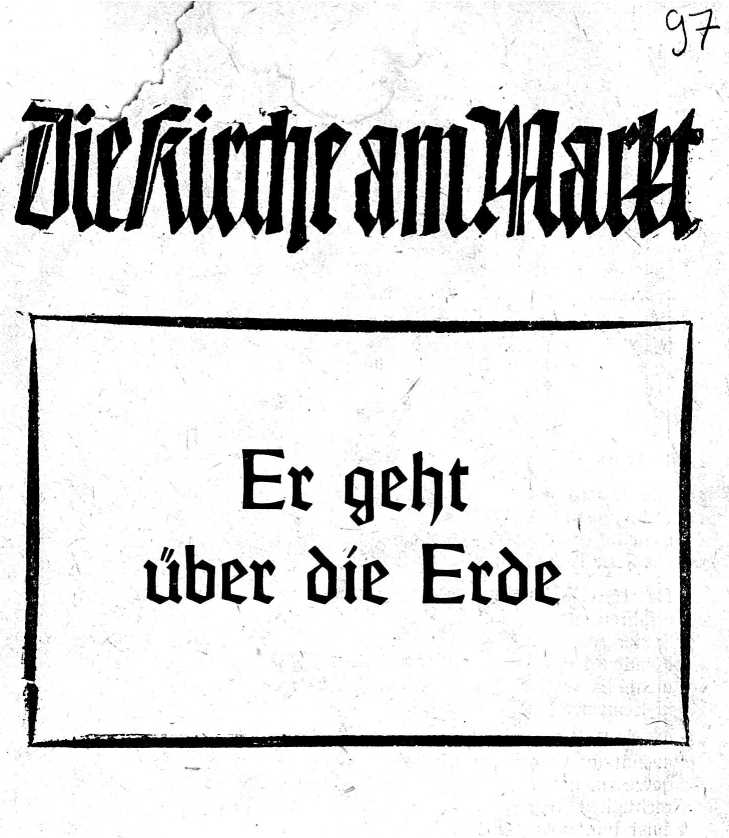 97
Die Kirche am Markt
Er geht
über die Erde